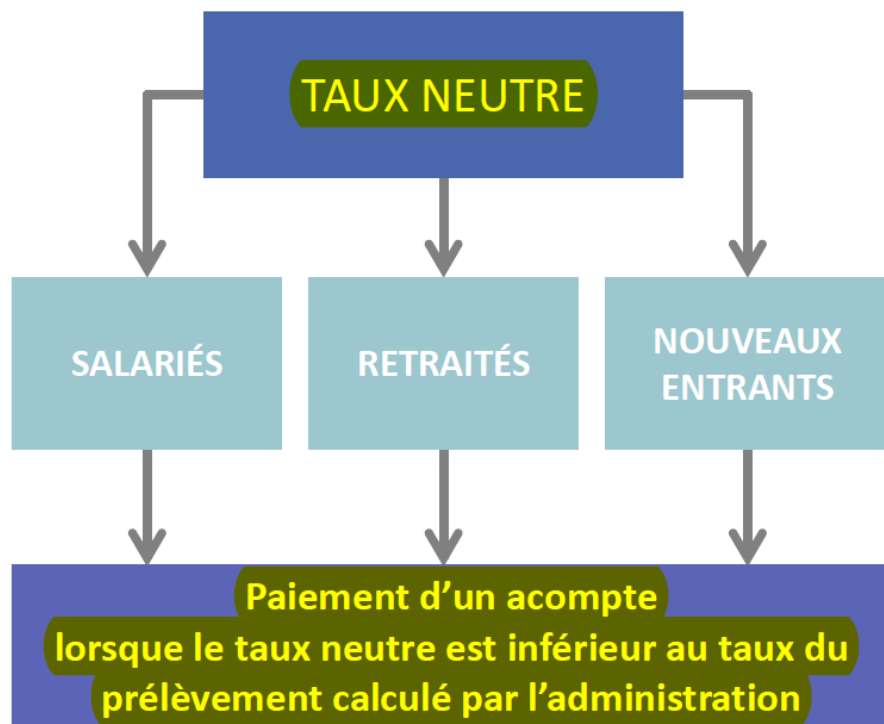 TAUX NEUTRE
SALARIÉS
RETRAITÉS
NOUVEAUX
ENTRANTS
Paiement d’un acompte
lorsque le taux neutre est inférieur au taux du
prélèvement calculé par l’administration